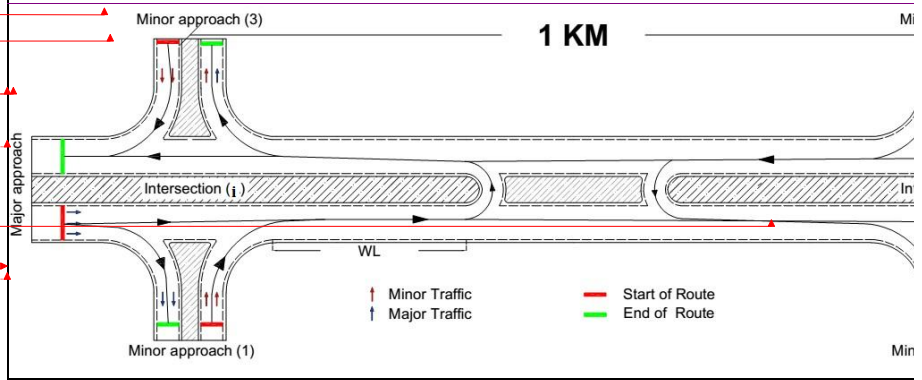 Minor approach (3)
1 KM
Major approach
Intersection (i)
WL
Minor Traffic
Major Traffic
Start of Route
End of Route
Minor approach (1)
Mi
Int
Min